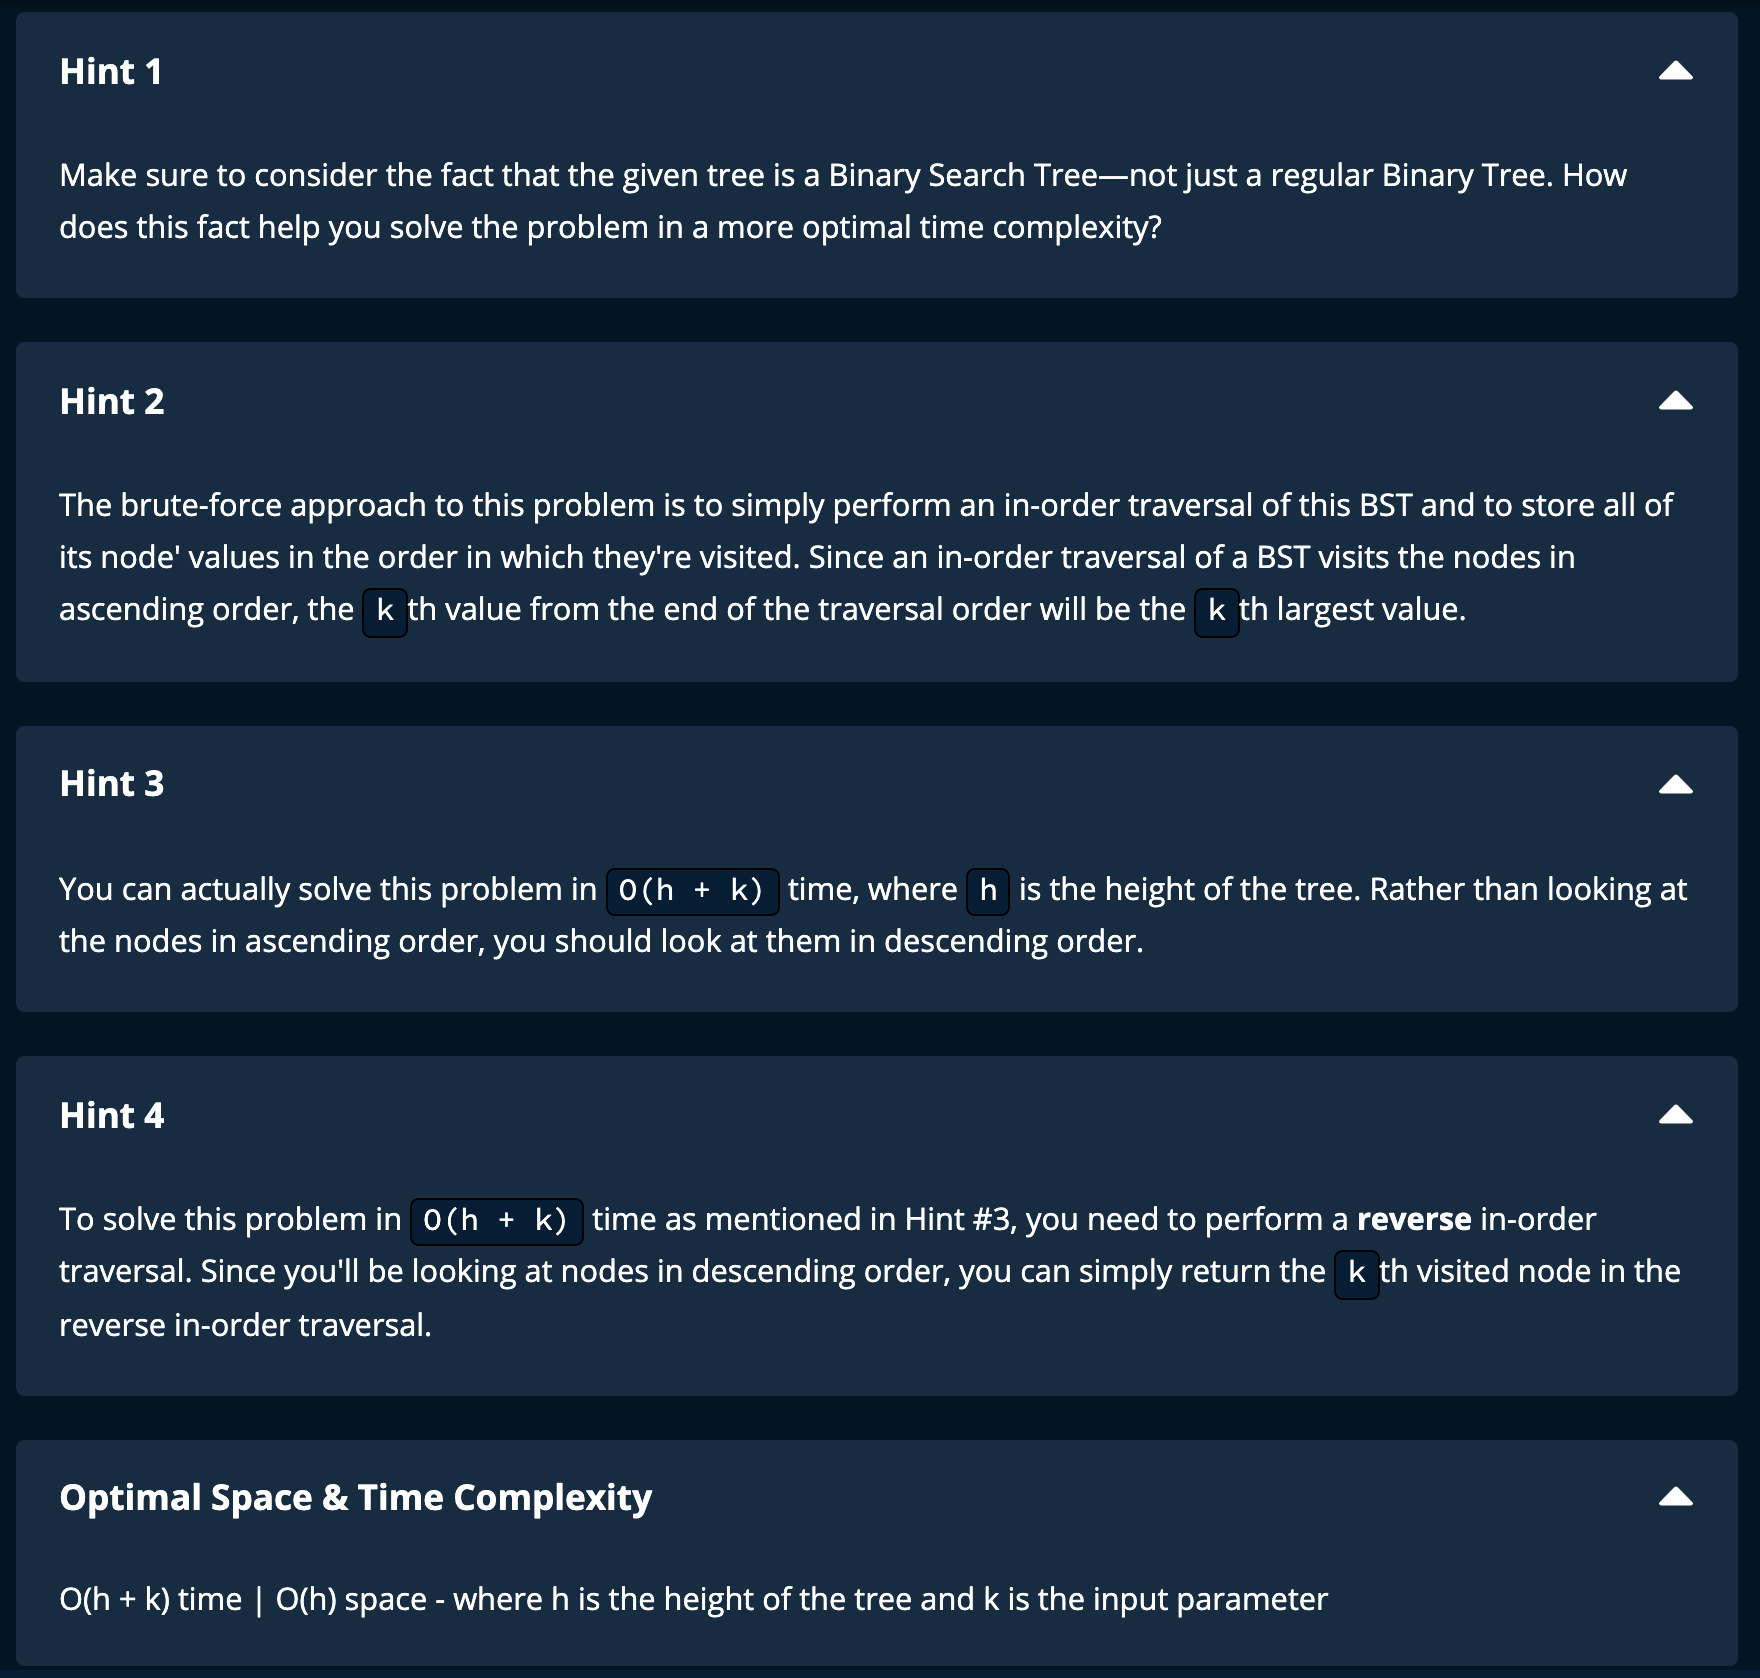 Hint 1
Make sure to consider the fact that the given tree is a Binary Search Tree—not just a regular Binary Tree. How
does this fact help you solve the problem in a more optimal time complexity?
Hint 2
The brute-force approach to this problem is to simply perform an in-order traversal of this BST and to store all of
its node' values in the order in which they're visited. Since an in-order traversal of a BST visits the nodes in
ascending order, the k th value from the end of the traversal order will be the k th largest value.
Hint 3
You can actually solve this problem in O(h + k) time, where h is the height of the tree. Rather than looking at
the nodes in ascending order, you should look at them in descending order.
Hint 4
To solve this problem in O(h + k) time as mentioned in Hint #3, you need to perform a reverse in-order
traversal. Since you'll be looking at nodes in descending order, you can simply return the k th visited node in the
reverse in-order traversal.
Optimal Space & Time Complexity
O(h + k) time | O(h) space - where h is the height of the tree and k is the input parameter